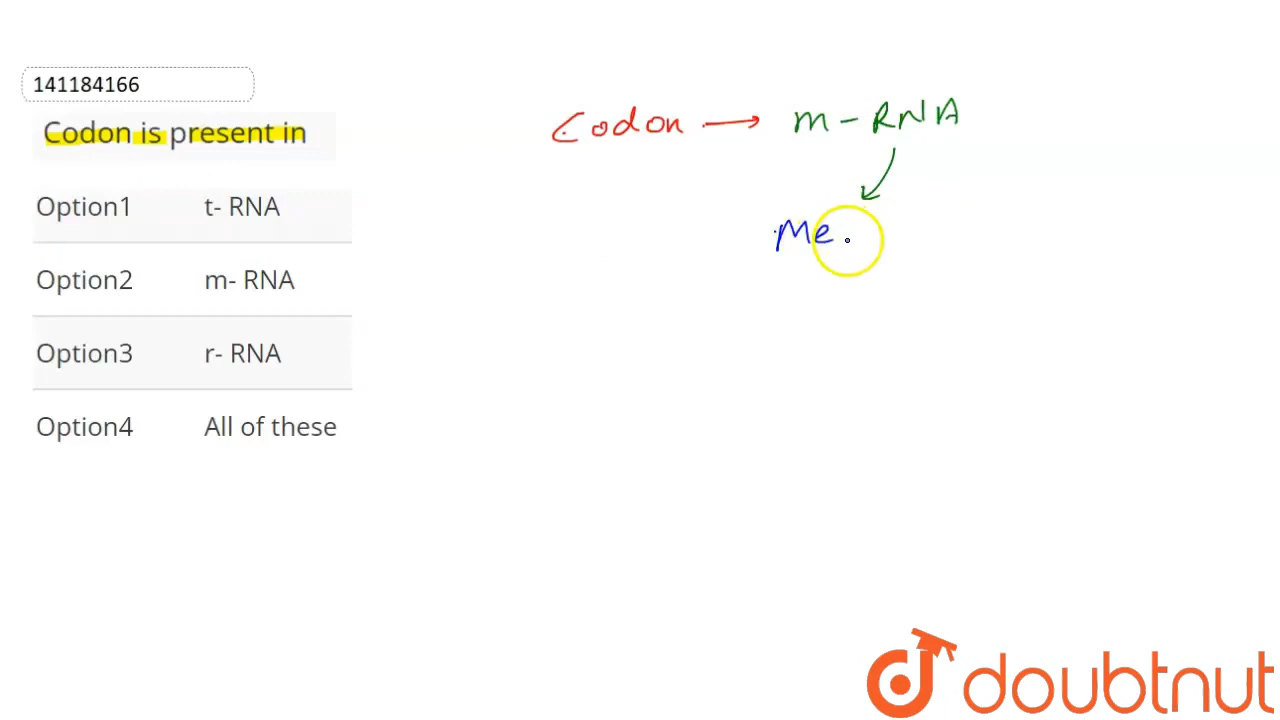 141184166
Codon is present in
Codon → m-RNA
Me
Option1 t- RNA
Option2 m- RNA
Option3 r- RNA
Option4 All of these
doubtnut